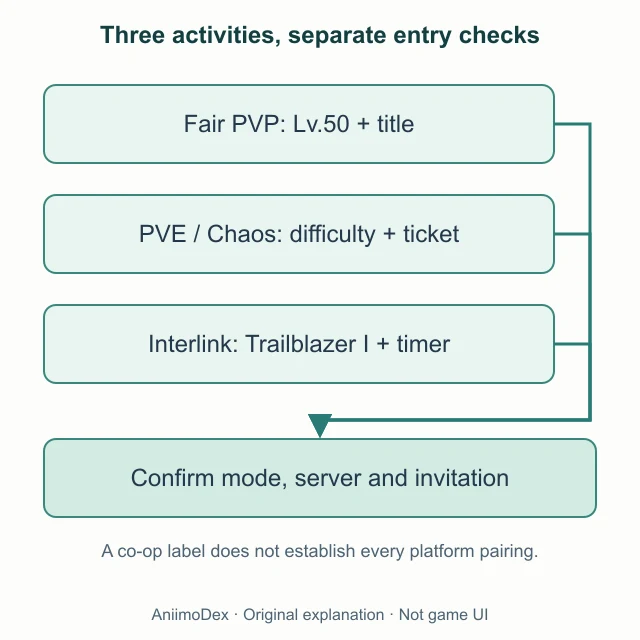 Three activities, separate entry checks
Fair PVP: Lv.50 + title
PVE / Chaos: difficulty + ticket
Interlink: Trailblazer I + timer
Confirm mode, server and invitation
A co-op label does not establish every platform pairing.
AniimoDex · Original explanation · Not game UI